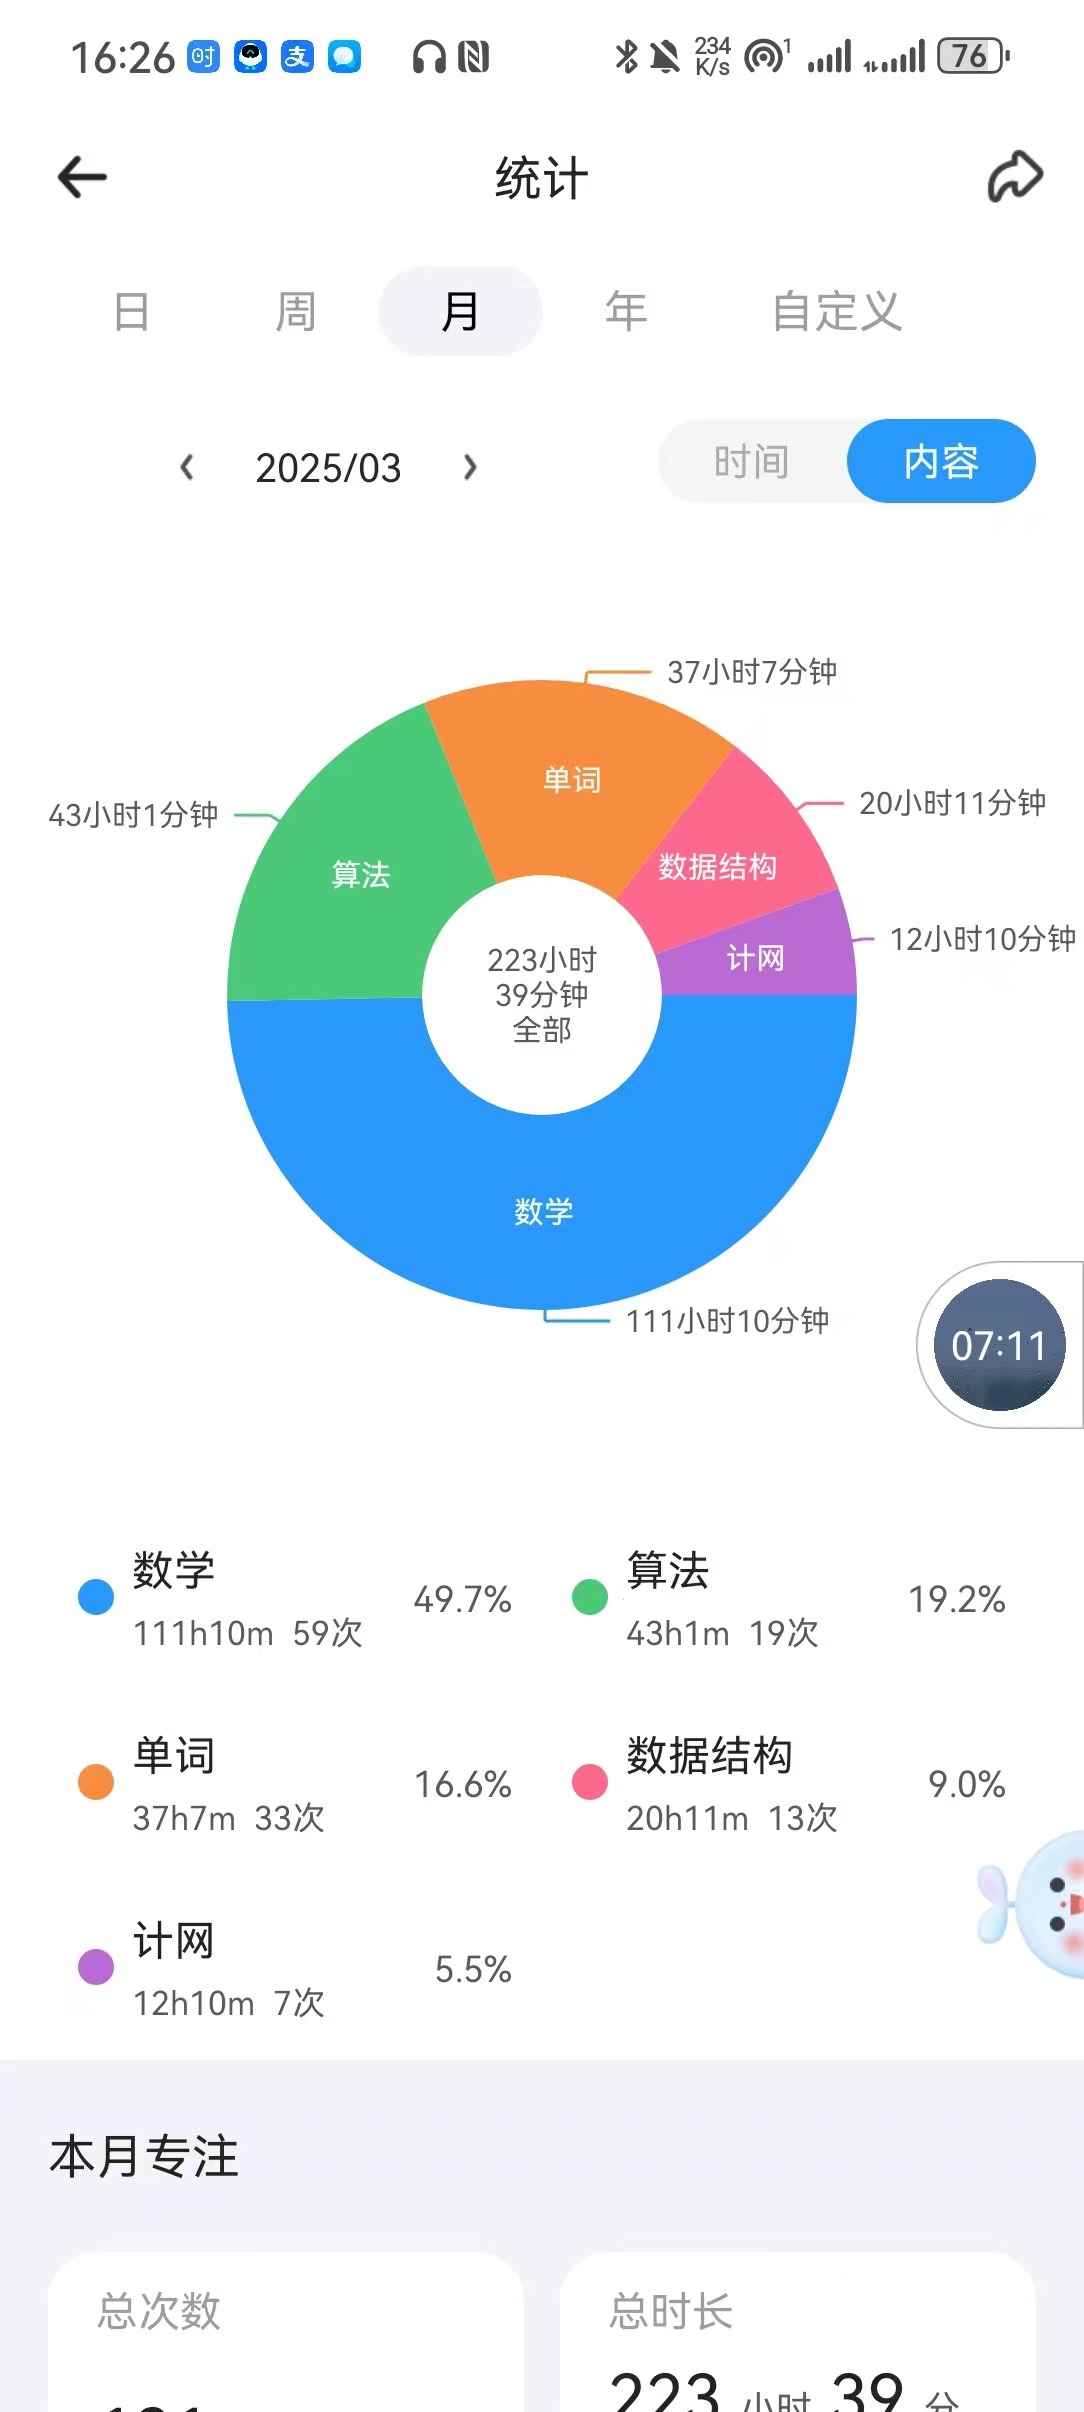 16:26 时 支 234 K/s 1 76
统计
日 周 月 年 自定义
2025/03 时间 内容
37小时7分钟
单词
20小时11分钟
43小时1分钟
数据结构
算法
12小时10分钟
计网
223小时
39分钟
全部
数学
111小时10分钟
07:11
数学 49.7%
111h10m 59次
算法 19.2%
43h1m 19次
单词 16.6%
37h7m 33次
数据结构 9.0%
20h11m 13次
计网 5.5%
12h10m 7次
本月专注
总次数
总时长
223 小时 39 分